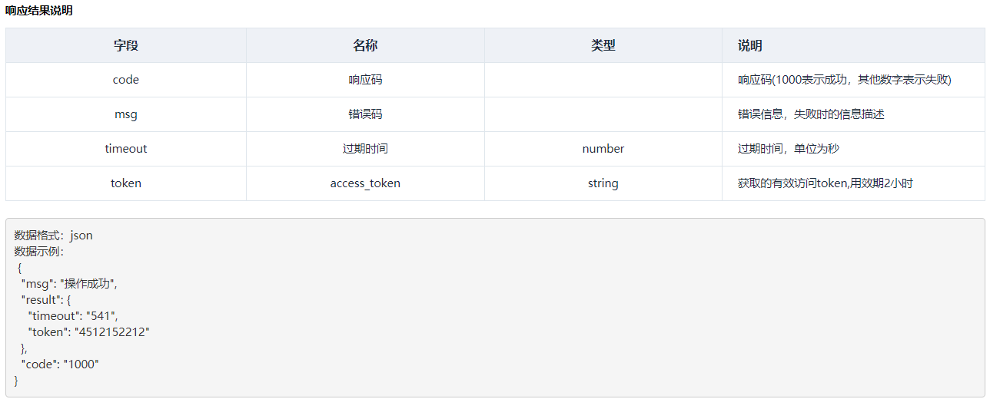 响应结果说明
字段 名称 类型 说明
code 响应码 响应码(1000表示成功，其他数字表示失败)
msg 错误码 错误信息，失败时的信息描述
timeout 过期时间 number 过期时间，单位为秒
token access_token string 获取的有效访问token,用效期2小时
数据格式：json
数据示例：
{
"msg": "操作成功",
"result": {
"timeout": "541",
"token": "4512152212"
},
"code": "1000"
}